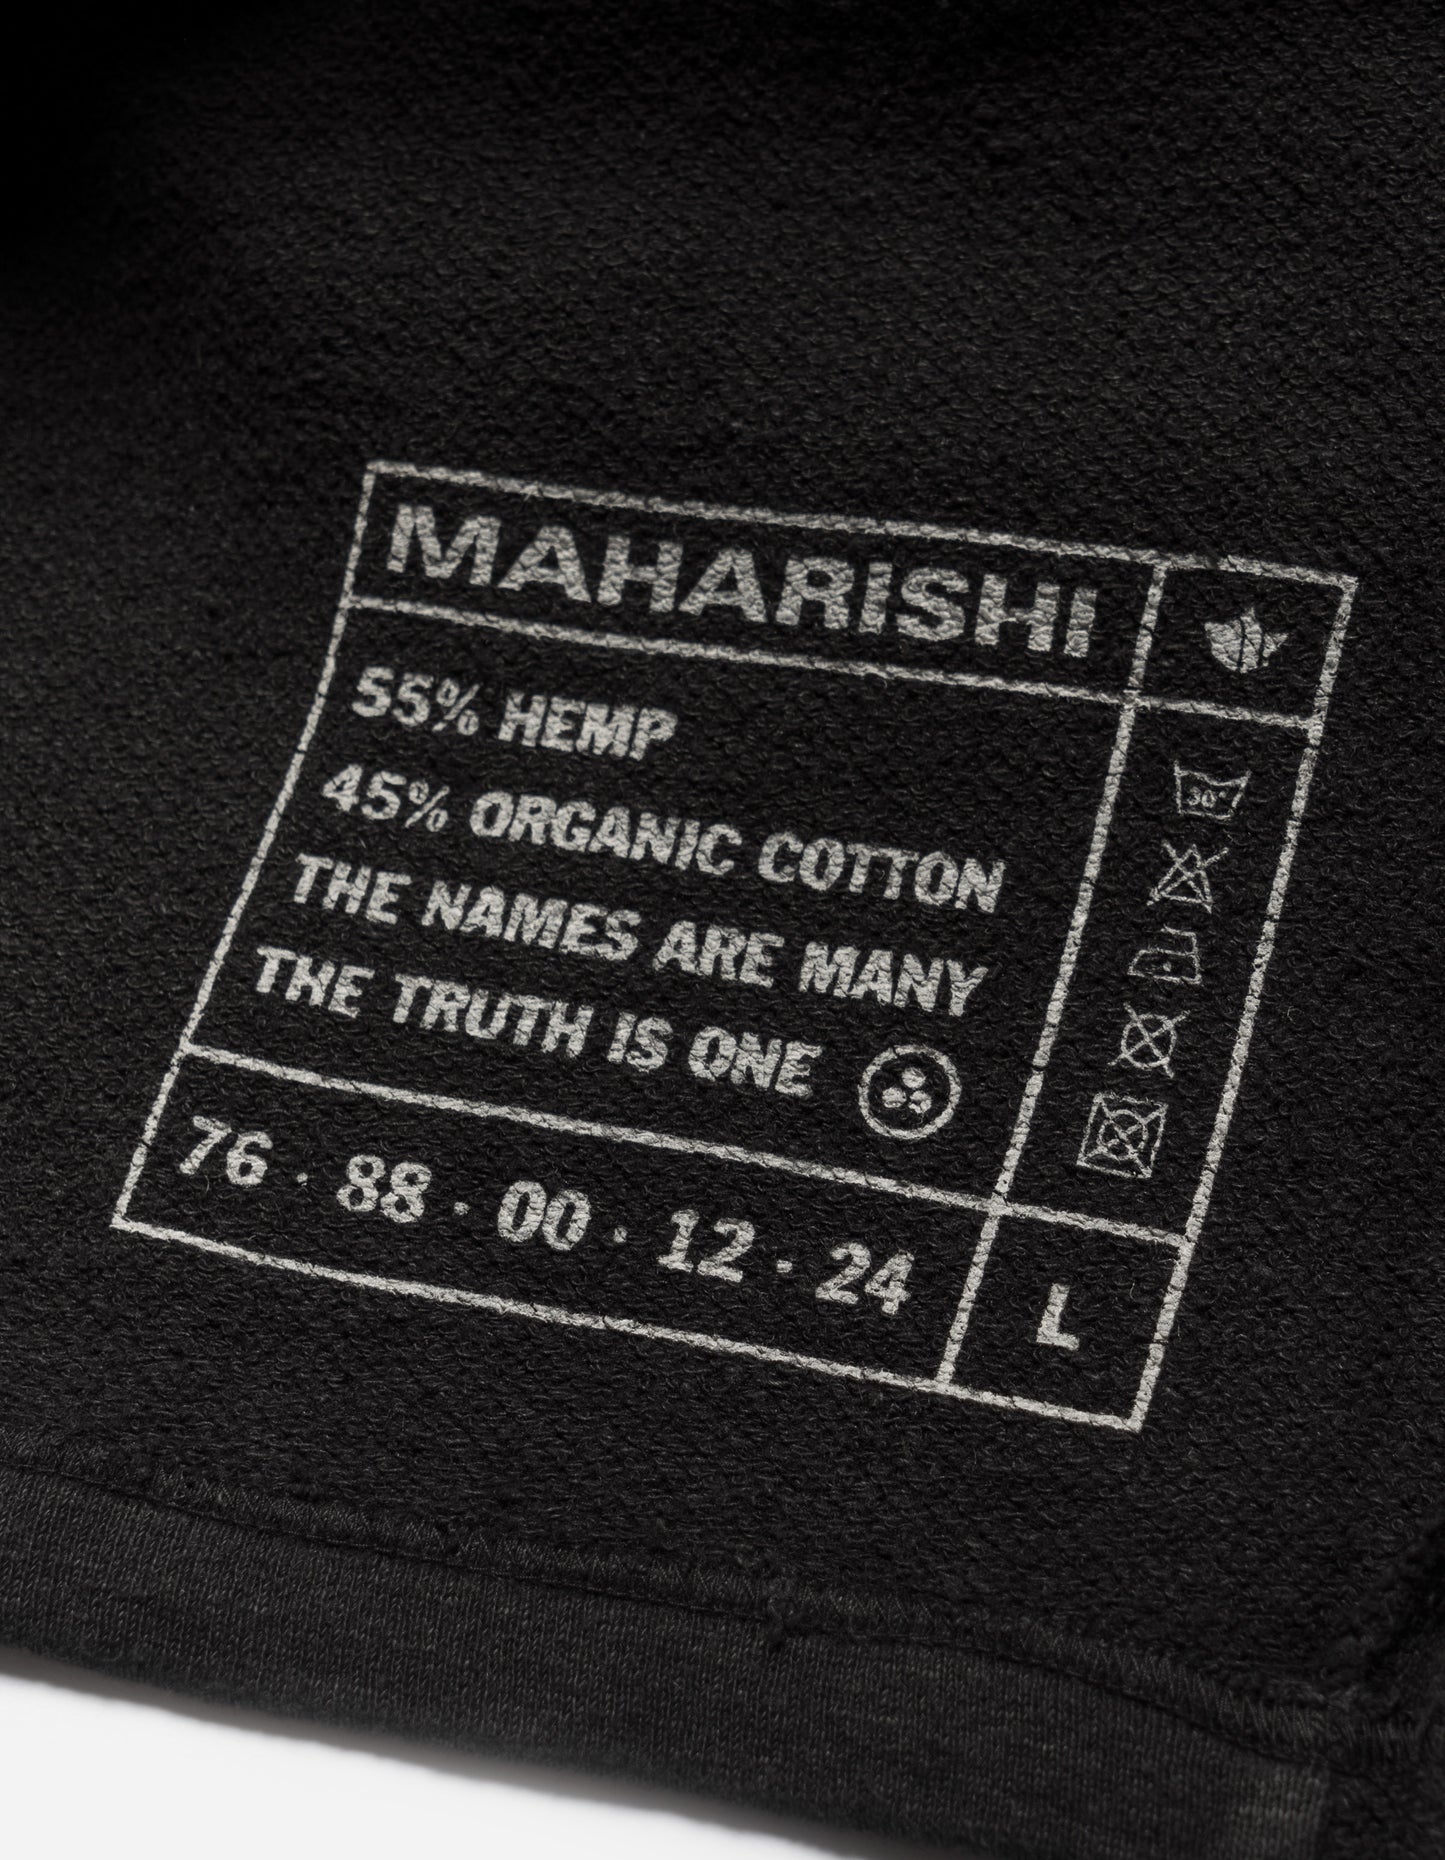 MAHARISHI
55% HEMP
45% ORGANIC COTTON
THE NAMES ARE MANY
THE TRUTH IS ONE
76 · 88 · 00 · 12 · 24
30°
L